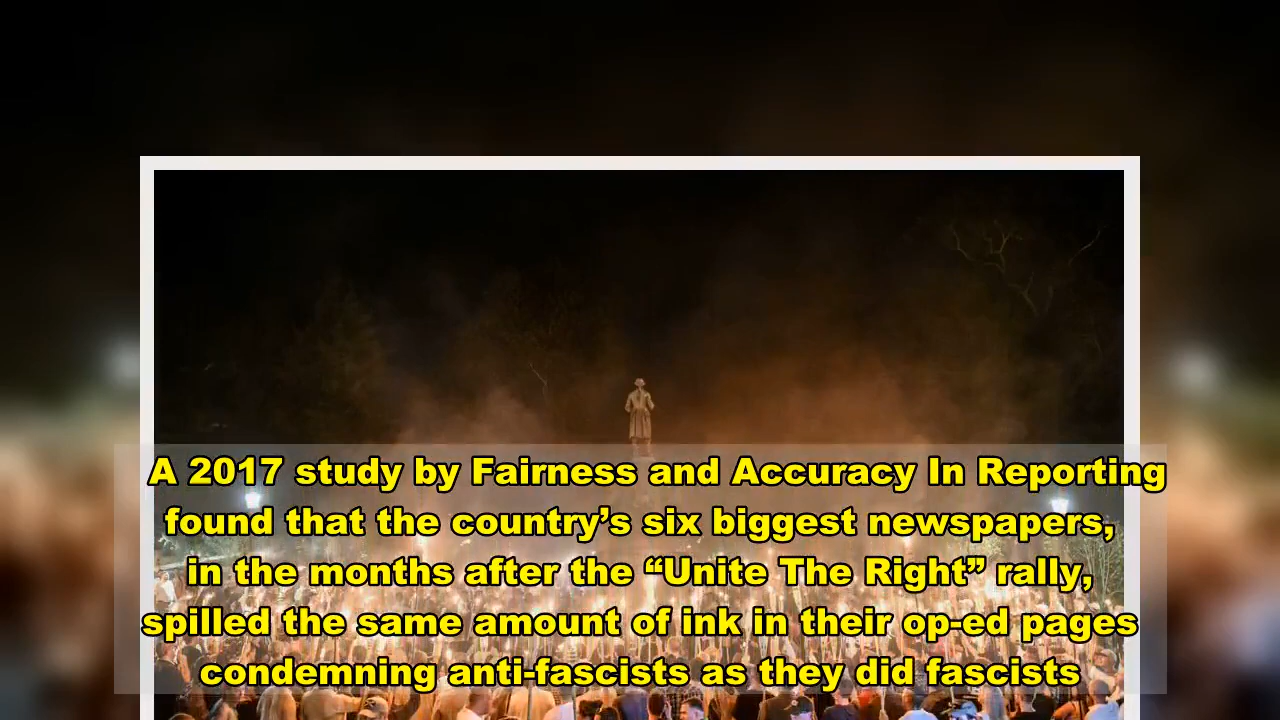 A 2017 study by Fairness and Accuracy In Reporting
found that the country’s six biggest newspapers,
in the months after the “Unite The Right” rally,
spilled the same amount of ink in their op-ed pages
condemning anti-fascists as they did fascists